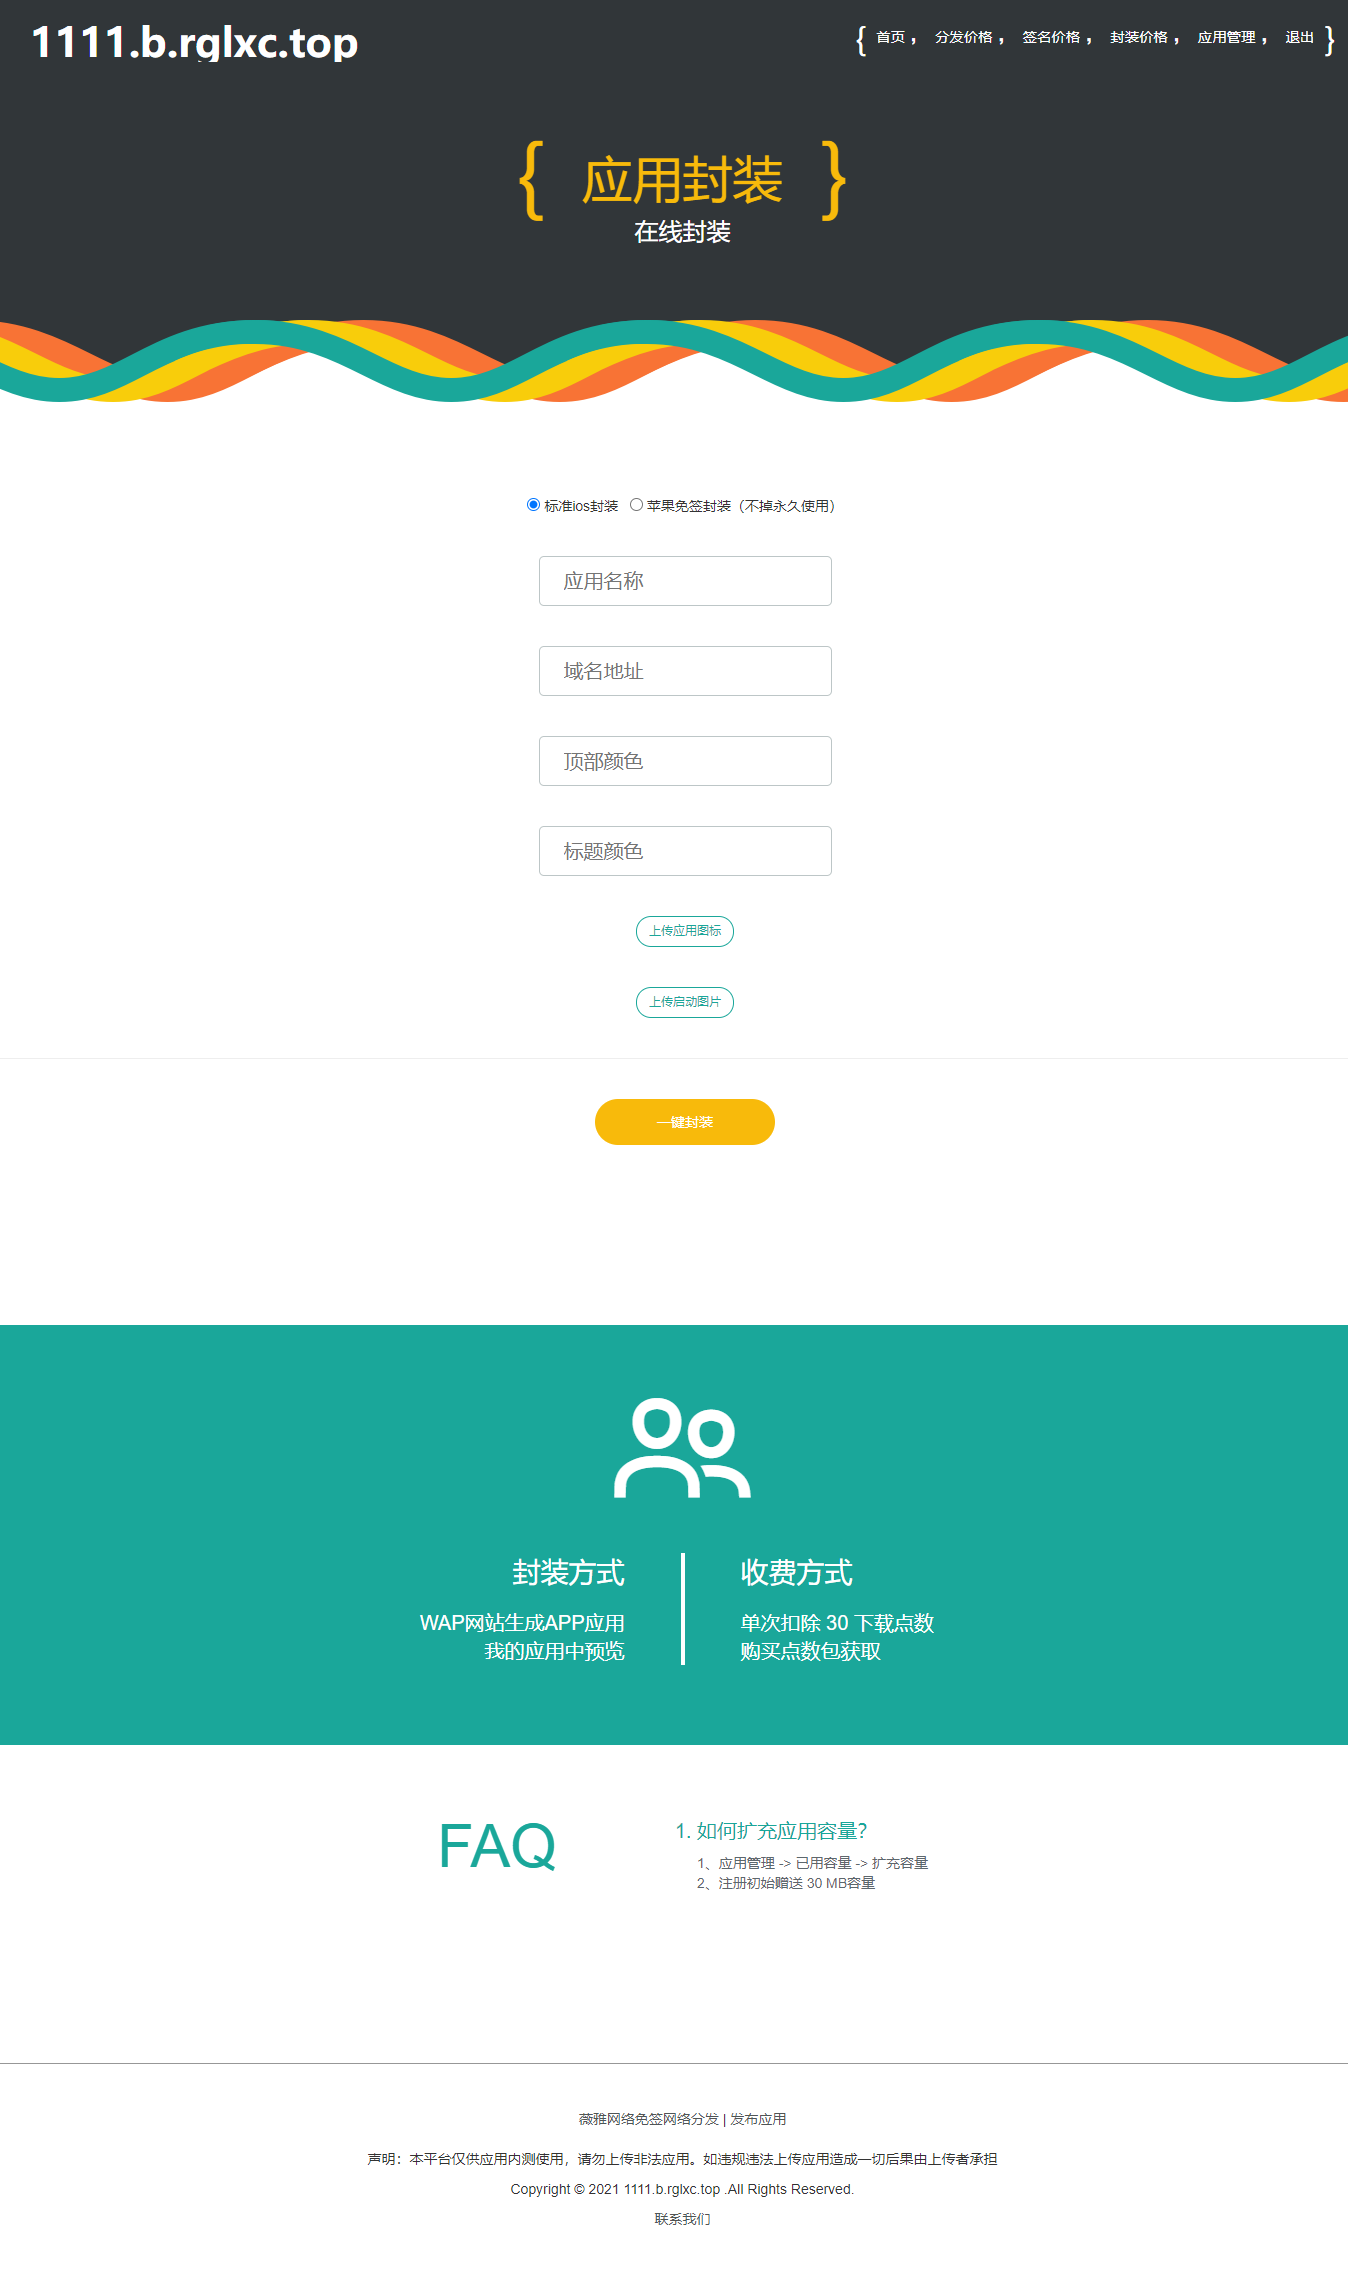 1111.b.rglxc.top
{ 首页 , 分发价格 , 签名价格 , 封装价格 , 应用管理 , 退出 }
{ 应用封装 }
在线封装
标准ios封装 苹果免签封装（不掉永久使用）
应用名称
域名地址
顶部颜色
标题颜色
上传应用图标
上传启动图片
一键封装
封装方式
WAP网站生成APP应用
我的应用中预览
收费方式
单次扣除 30 下载点数
购买点数包获取
FAQ
1. 如何扩充应用容量?
1、应用管理 -> 已用容量 -> 扩充容量
2、注册初始赠送 30 MB容量
薇雅网络免签网络分发 | 发布应用
声明：本平台仅供应用内测使用，请勿上传非法应用。如违规违法上传应用造成一切后果由上传者承担
Copyright © 2021 1111.b.rglxc.top .All Rights Reserved.
联系我们